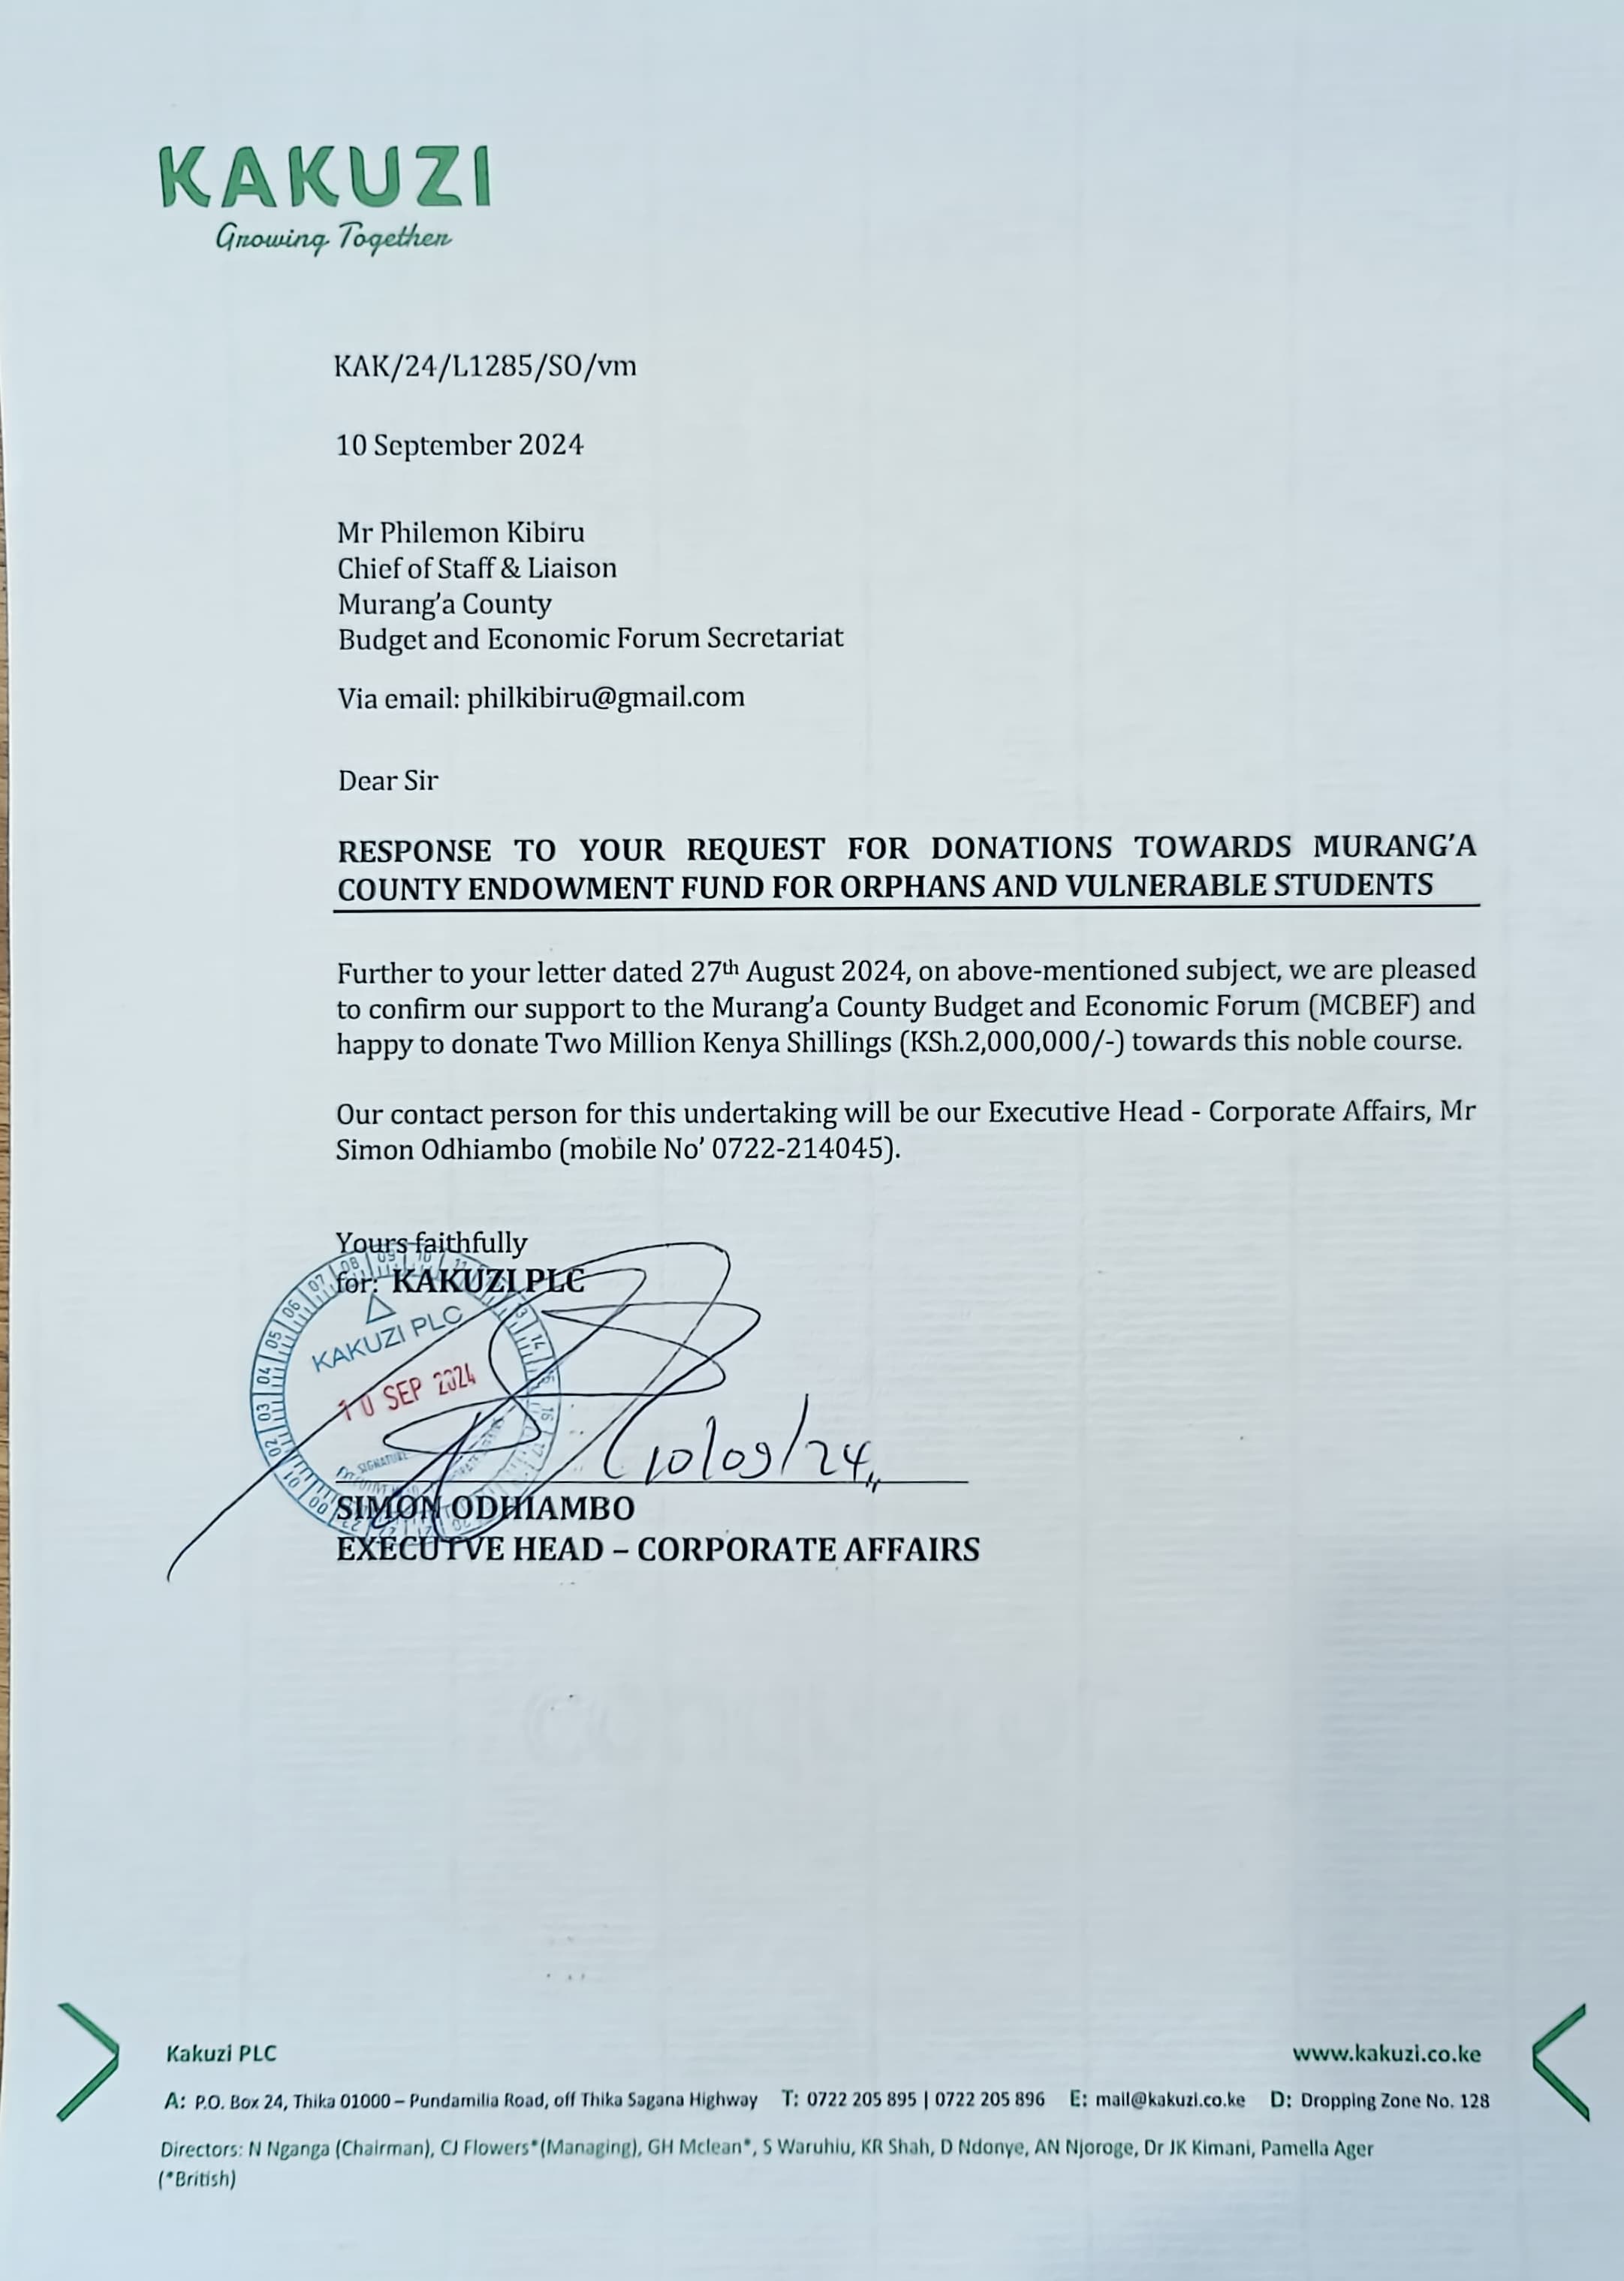 KAKUZI
Growing Together
KAK/24/L1285/SO/vm
10 September 2024
Mr Philemon Kibiru
Chief of Staff & Liaison
Murang'a County
Budget and Economic Forum Secretariat
Via email: philkibiru@gmail.com
Dear Sir
RESPONSE TO YOUR REQUEST FOR DONATIONS TOWARDS MURANG'A
COUNTY ENDOWMENT FUND FOR ORPHANS AND VULNERABLE STUDENTS
Further to your letter dated 27th August 2024, on above-mentioned subject, we are pleased
to confirm our support to the Murang'a County Budget and Economic Forum (MCBEF) and
happy to donate Two Million Kenya Shillings (KSh.2,000,000/-) towards this noble course.
Our contact person for this undertaking will be our Executive Head - Corporate Affairs, Mr
Simon Odhiambo (mobile No' 0722-214045).
Yours faithfully
for: KAKUZI PLC
KAKUZI PLC
10 SEP 2024
SIGNATURE
10/09/24
SIMON ODHIAMBO
EXECUTVE HEAD – CORPORATE AFFAIRS
Kakuzi PLC
www.kakuzi.co.ke
A: P.O. Box 24, Thika 01000 – Pundamilia Road, off Thika Sagana Highway T: 0722 205 895 | 0722 205 896 E: mail@kakuzi.co.ke D: Dropping Zone No. 128
Directors: N Nganga (Chairman), CJ Flowers*(Managing), GH Mclean*, S Waruhiu, KR Shah, D Ndonye, AN Njoroge, Dr JK Kimani, Pamella Ager
(*British)